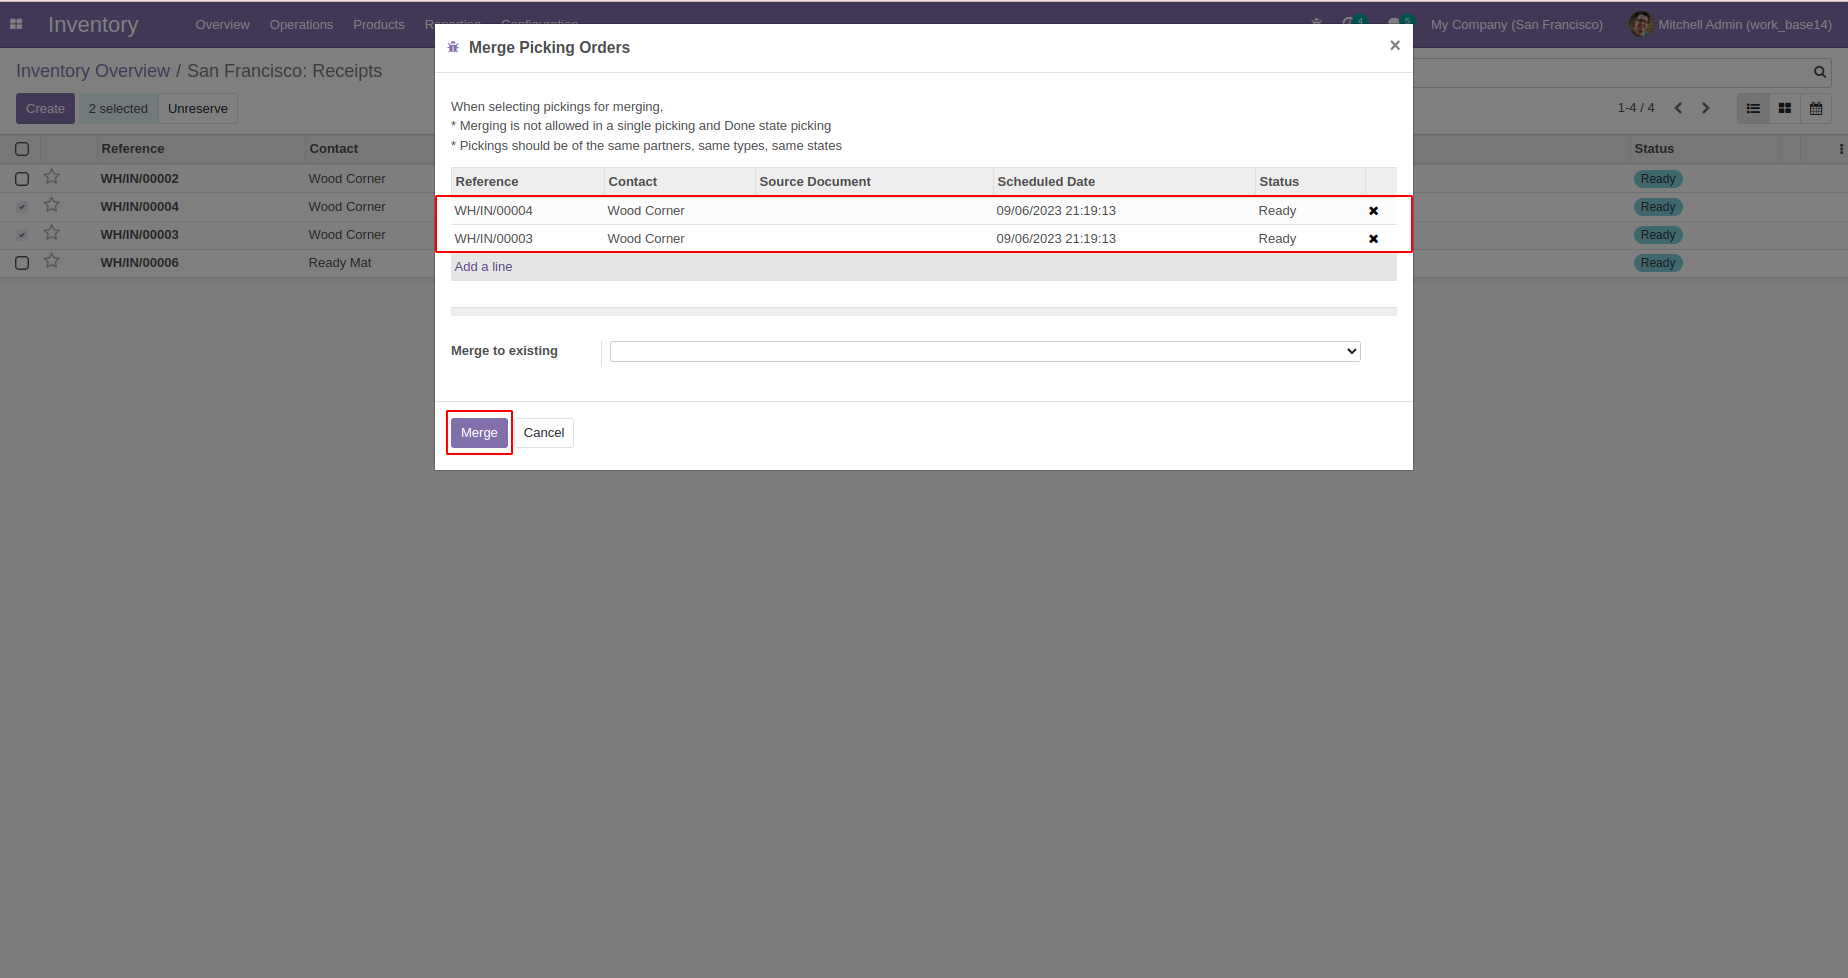 Inventory
Overview Operations Products
4 5 My Company (San Francisco) Mitchell Admin (work_base14)
Merge Picking Orders ×
Inventory Overview / San Francisco: Receipts
Create 2 selected Unreserve
1-4 / 4
When selecting pickings for merging,
* Merging is not allowed in a single picking and Done state picking
* Pickings should be of the same partners, same types, same states
Reference Contact Status
WH/IN/00002 Wood Corner Ready
WH/IN/00004 Wood Corner Ready
WH/IN/00003 Wood Corner Ready
WH/IN/00006 Ready Mat Ready
Reference Contact Source Document Scheduled Date Status
WH/IN/00004 Wood Corner 09/06/2023 21:19:13 Ready
WH/IN/00003 Wood Corner 09/06/2023 21:19:13 Ready
Add a line
Merge to existing
Merge Cancel